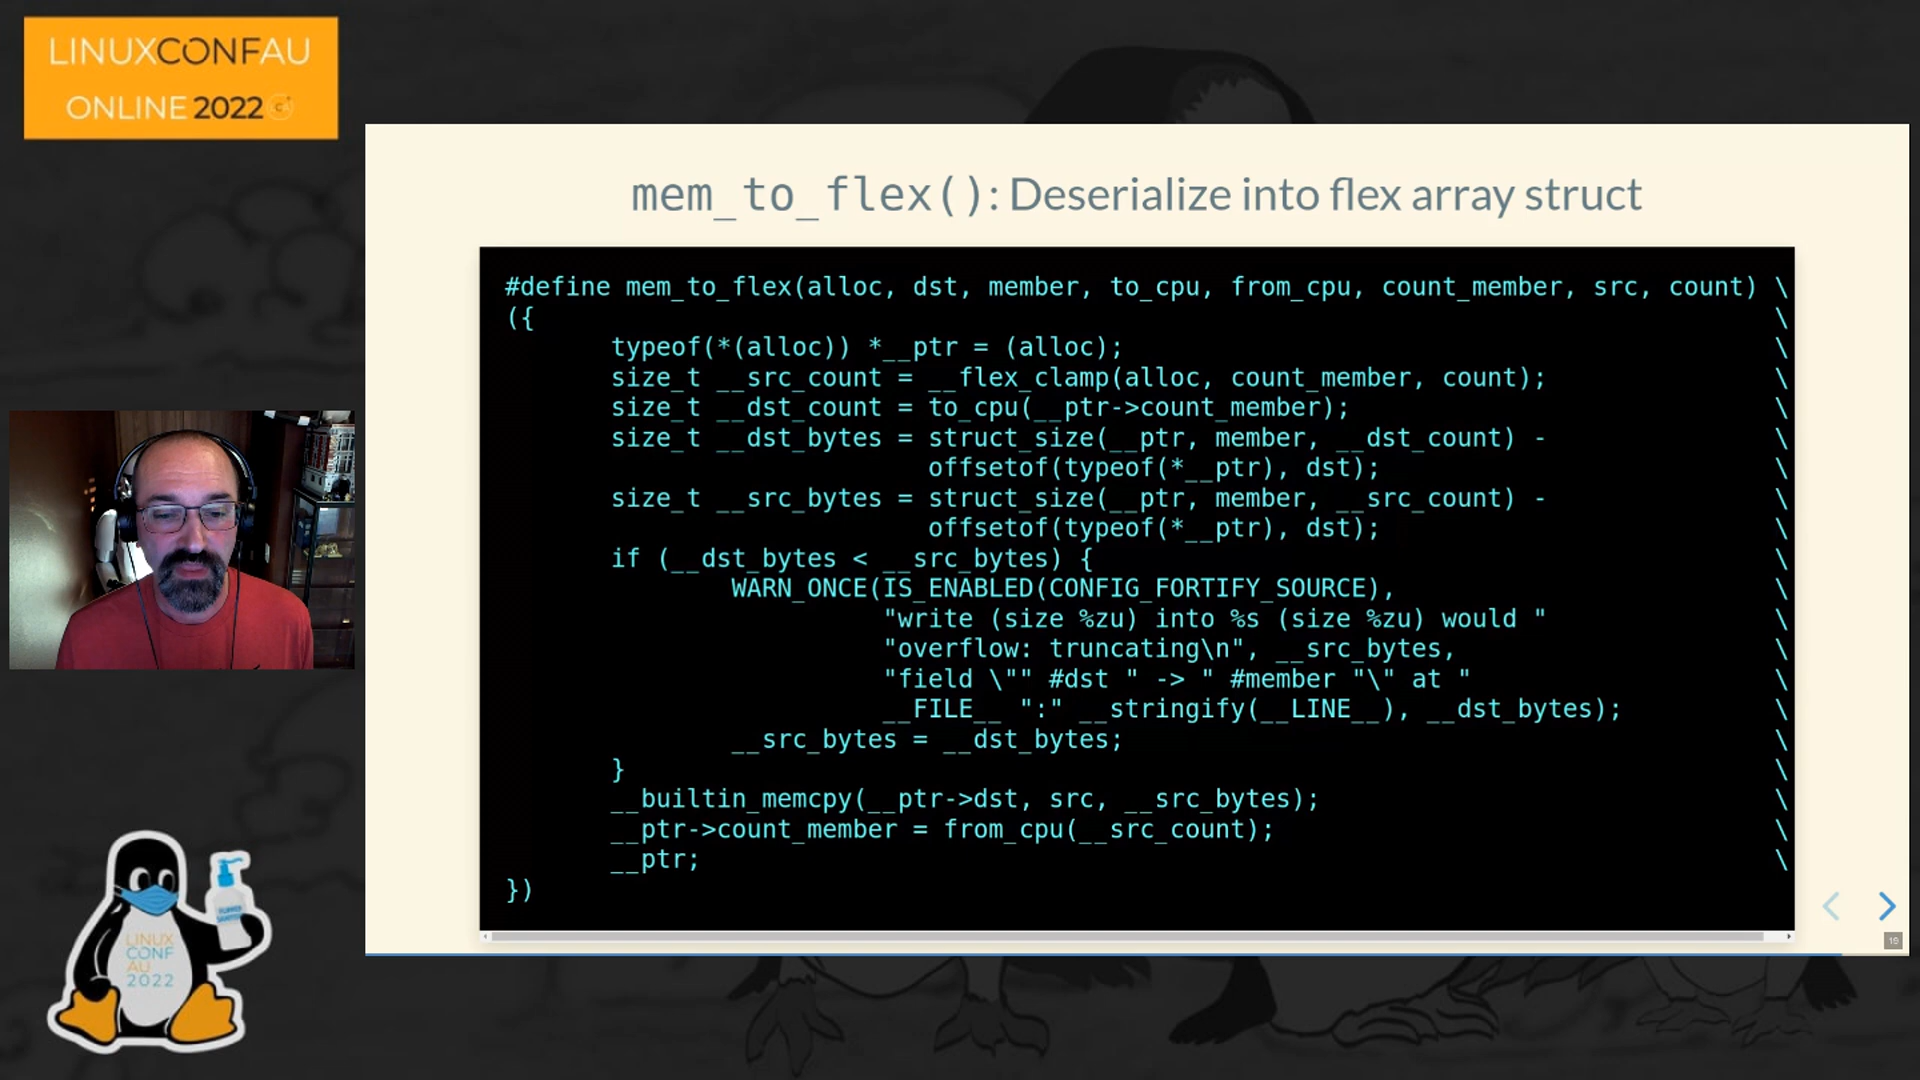 LINUXCONFAU
ONLINE 2022
mem_to_flex(): Deserialize into flex array struct
#define mem_to_flex(alloc, dst, member, to_cpu, from_cpu, count_member, src, count) \
({ \
typeof(*(alloc)) *__ptr = (alloc); \
size_t __src_count = __flex_clamp(alloc, count_member, count); \
size_t __dst_count = to_cpu(__ptr->count_member); \
size_t __dst_bytes = struct_size(__ptr, member, __dst_count) - \
offsetof(typeof(*__ptr), dst); \
size_t __src_bytes = struct_size(__ptr, member, __src_count) - \
offsetof(typeof(*__ptr), dst); \
if (__dst_bytes < __src_bytes) { \
WARN_ONCE(IS_ENABLED(CONFIG_FORTIFY_SOURCE), \
"write (size %zu) into %s (size %zu) would " \
"overflow: truncating\n", __src_bytes, \
"field \"" #dst " -> " #member "\" at " \
__FILE__ ":" __stringify(__LINE__), __dst_bytes); \
__src_bytes = __dst_bytes; \
} \
__builtin_memcpy(__ptr->dst, src, __src_bytes); \
__ptr->count_member = from_cpu(__src_count); \
__ptr; \
})
19
LINUX
CONF
AU
2022